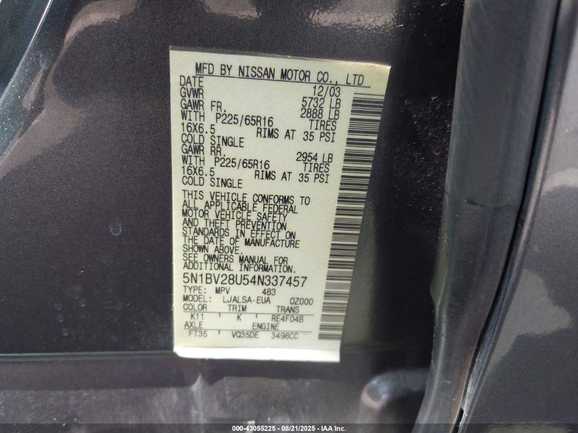 MFD BY NISSAN MOTOR CO., LTD
DATE 12/03
GVWR 5732 LB
GAWR FR. 2888 LB
WITH P225/65R16 TIRES
16X6.5 RIMS AT 35 PSI
COLD SINGLE
GAWR RR. 2954 LB
WITH P225/65R16 TIRES
16X6.5 RIMS AT 35 PSI
COLD SINGLE
THIS VEHICLE CONFORMS TO
ALL APPLICABLE FEDERAL
MOTOR VEHICLE SAFETY
AND THEFT PREVENTION
STANDARDS IN EFFECT ON
THE DATE OF MANUFACTURE
SHOWN ABOVE.
SEE OWNERS MANUAL FOR
ADDITIONAL INFORMATION.
5N1BV28U54N337457
TYPE: MPV 483
MODEL: LJALSA-EUA QZ000
COLOR TRIM TRANS
K11 K RE4F04B
AXLE ENGINE
FT35 VQ35DE 3498CC
000-43055225 - 08/21/2025 - IAA Inc.